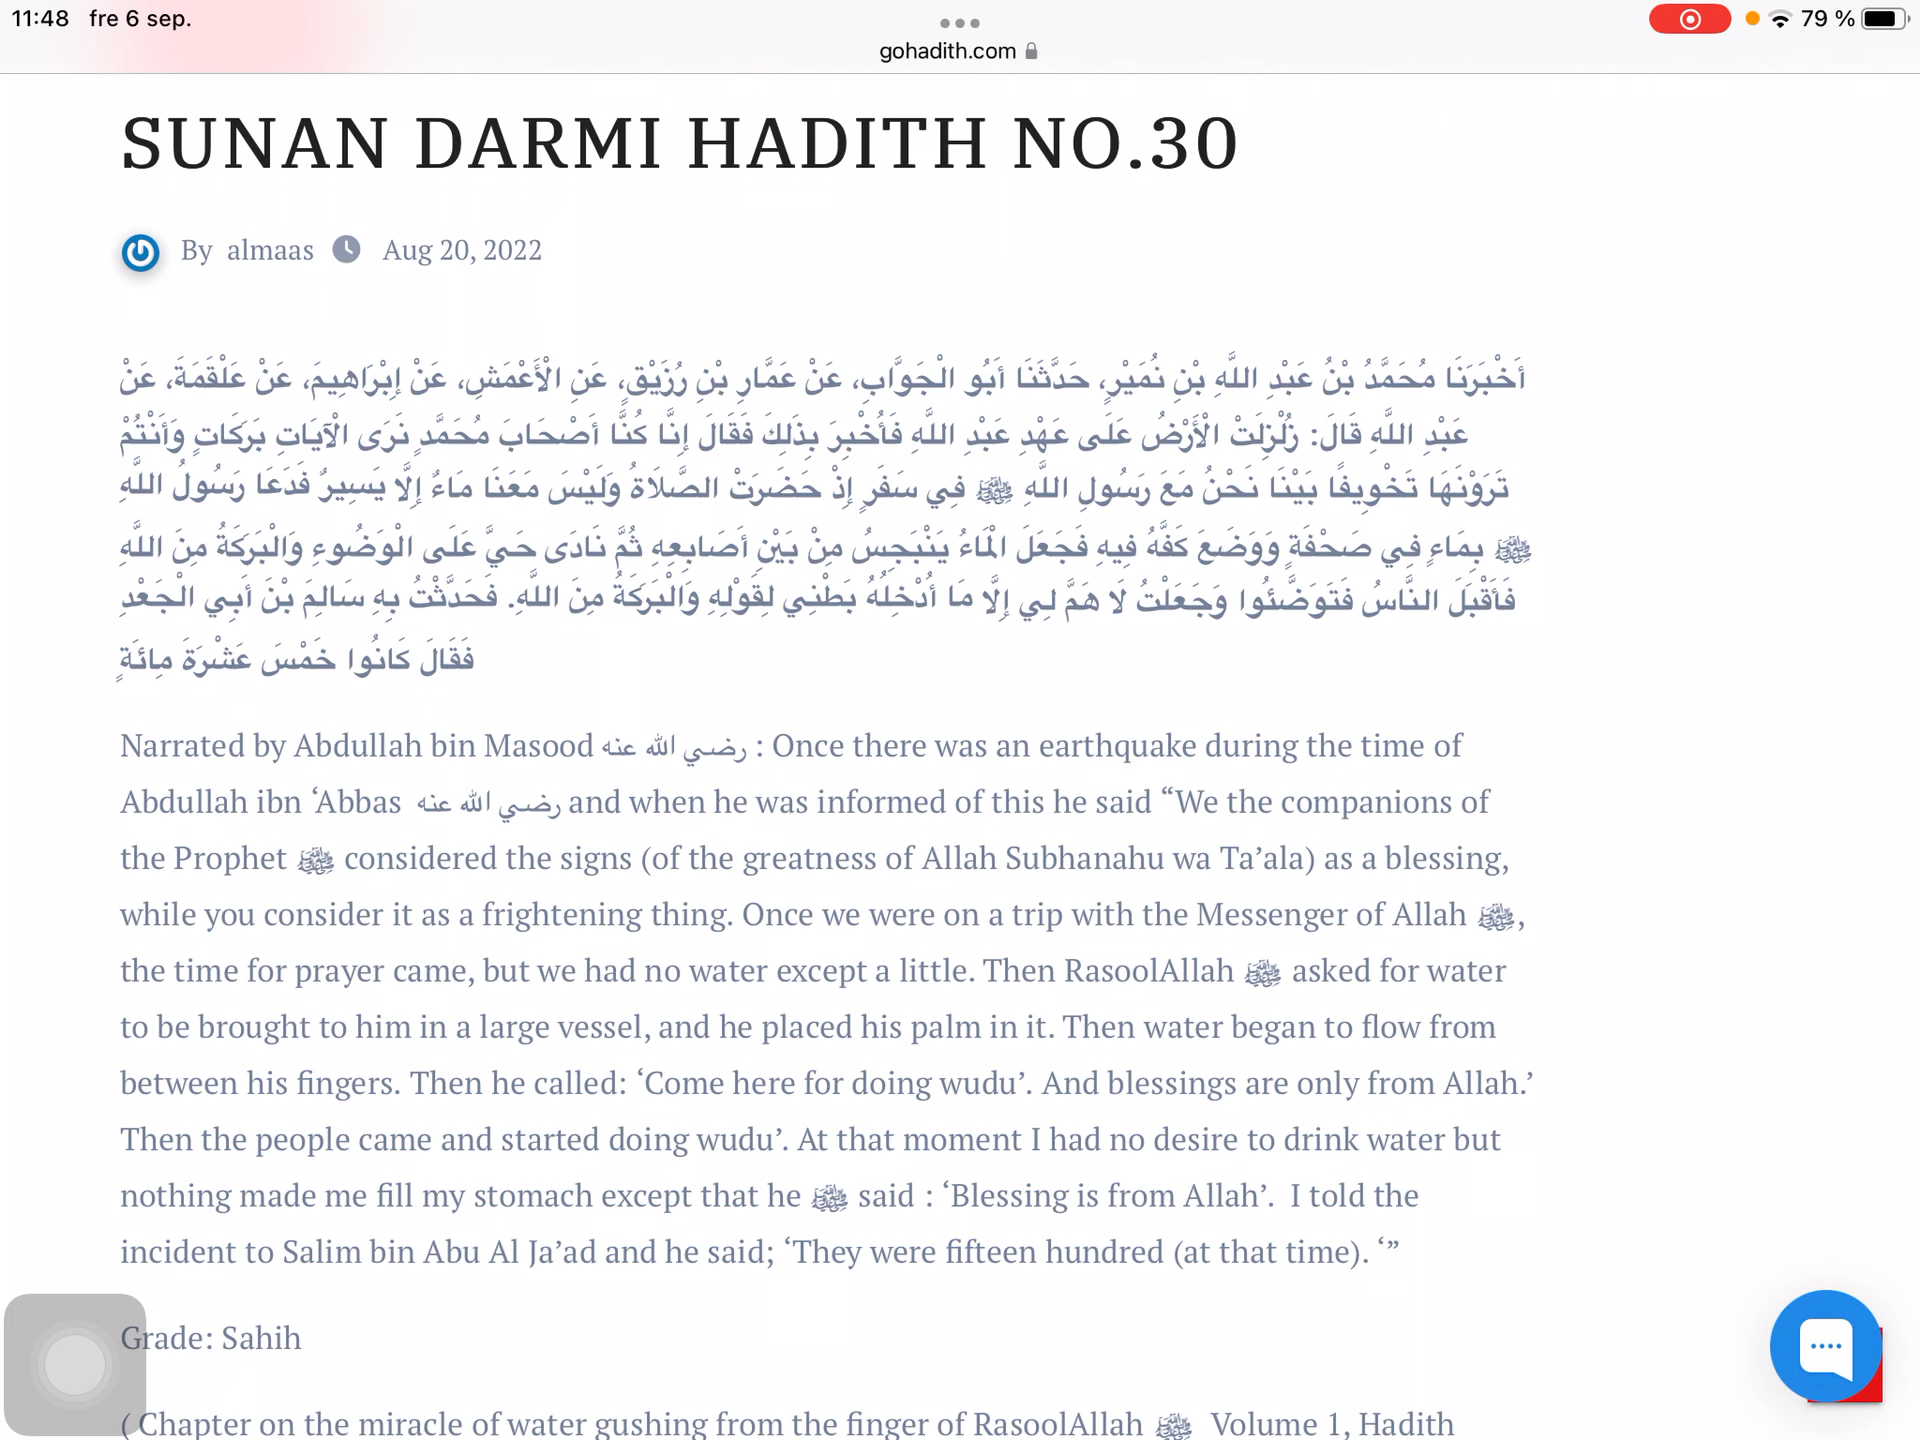 11:48 fre 6 sep.
79 %
gohadith.com
SUNAN DARMI HADITH NO.30
By almaas Aug 20, 2022
أَخْبَرَنَا مُحَمَّدُ بْنُ عَبْدِ اللَّهِ بْنِ نُمَيْرٍ، حَدَّثَنَا أَبُو الْجَوَّابِ، عَنْ عَمَّارِ بْنِ رُزَيْقٍ، عَنِ الْأَعْمَشِ، عَنْ إِبْرَاهِيمَ، عَنْ عَلْقَمَةَ، عَنْ
عَبْدِ اللَّهِ قَالَ: زُلْزِلَتْ الْأَرْضُ عَلَى عَهْدِ عَبْدِ اللَّهِ فَأُخْبِرَ بِذَلِكَ فَقَالَ إِنَّا كُنَّا أَصْحَابَ مُحَمَّدٍ نَرَى الْآيَاتِ بَرَكَاتٍ وَأَنْتُمْ
تَرَوْنَهَا تَخْوِيفًا بَيْنَا نَحْنُ مَعَ رَسُولِ اللَّهِ ﷺ فِي سَفَرٍ إِذْ حَضَرَتْ الصَّلَاةُ وَلَيْسَ مَعَنَا مَاءٌ إِلَّا يَسِيرٌ فَدَعَا رَسُولُ اللَّهِ
ﷺ بِمَاءٍ فِي صَحْفَةٍ وَوَضَعَ كَفَّهُ فِيهِ فَجَعَلَ الْمَاءُ يَنْبَجِسُ مِنْ بَيْنِ أَصَابِعِهِ ثُمَّ نَادَى حَيَّ عَلَى الْوَضُوءِ وَالْبَرَكَةُ مِنَ اللَّهِ
فَأَقْبَلَ النَّاسُ فَتَوَضَّئُوا وَجَعَلْتُ لَا هَمَّ لِي إِلَّا مَا أُدْخِلُهُ بَطْنِي لِقَوْلِهِ وَالْبَرَكَةُ مِنَ اللَّهِ. فَحَدَّثْتُ بِهِ سَالِمَ بْنَ أَبِي الْجَعْدِ
فَقَالَ كَانُوا خَمْسَ عَشْرَةَ مِائَةٍ
Narrated by Abdullah bin Masood رضي الله عنه : Once there was an earthquake during the time of
Abdullah ibn ‘Abbas رضي الله عنه and when he was informed of this he said “We the companions of
the Prophet ﷺ considered the signs (of the greatness of Allah Subhanahu wa Ta’ala) as a blessing,
while you consider it as a frightening thing. Once we were on a trip with the Messenger of Allah ﷺ,
the time for prayer came, but we had no water except a little. Then RasoolAllah ﷺ asked for water
to be brought to him in a large vessel, and he placed his palm in it. Then water began to flow from
between his fingers. Then he called: ‘Come here for doing wudu’. And blessings are only from Allah.’
Then the people came and started doing wudu’. At that moment I had no desire to drink water but
nothing made me fill my stomach except that he ﷺ said : ‘Blessing is from Allah’. I told the
incident to Salim bin Abu Al Ja’ad and he said; ‘They were fifteen hundred (at that time). ‘”
Grade: Sahih
( Chapter on the miracle of water gushing from the finger of RasoolAllah ﷺ Volume 1, Hadith